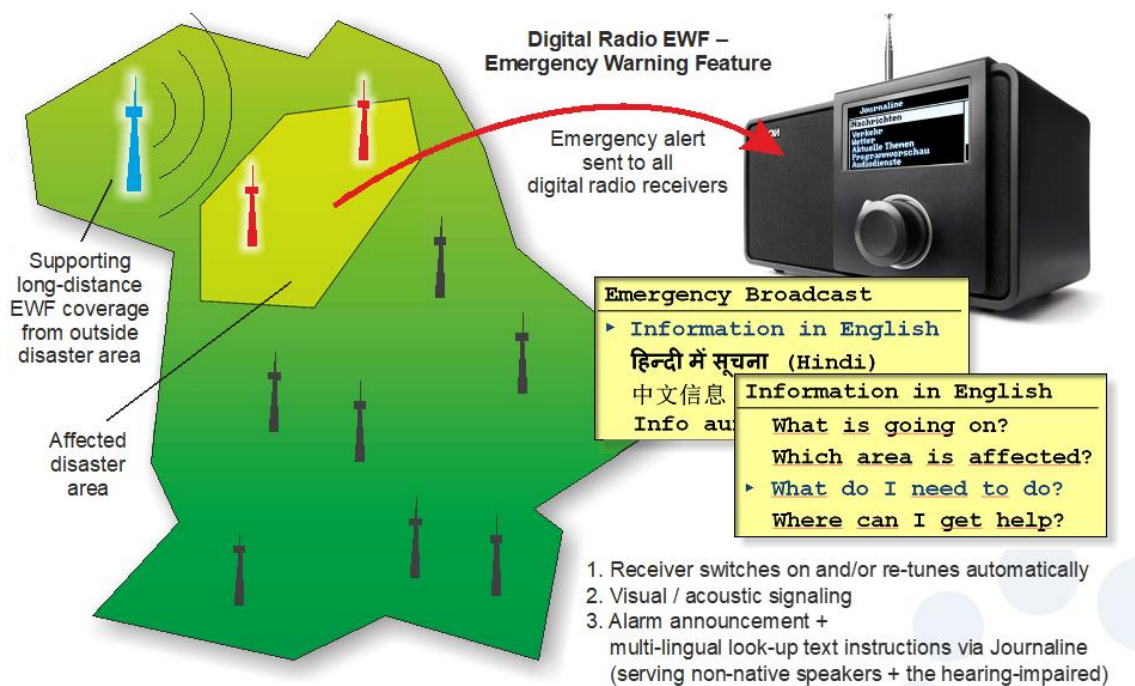 Digital Radio EWF –
Emergency Warning Feature
Emergency alert
sent to all
digital radio receivers
Journaline
Nachrichten
Verkehr
Wetter
Aktuelle Themen
Programmvorschau
Audiodienste
Supporting
long-distance
EWF coverage
from outside
disaster area
Affected
disaster
area
Emergency Broadcast
▸ Information in English
हिन्दी में सूचना (Hindi)
中文信息
Info
Information in English
What is going on?
Which area is affected?
▸ What do I need to do?
Where can I get help?
1. Receiver switches on and/or re-tunes automatically
2. Visual / acoustic signaling
3. Alarm announcement +
multi-lingual look-up text instructions via Journaline
(serving non-native speakers + the hearing-impaired)